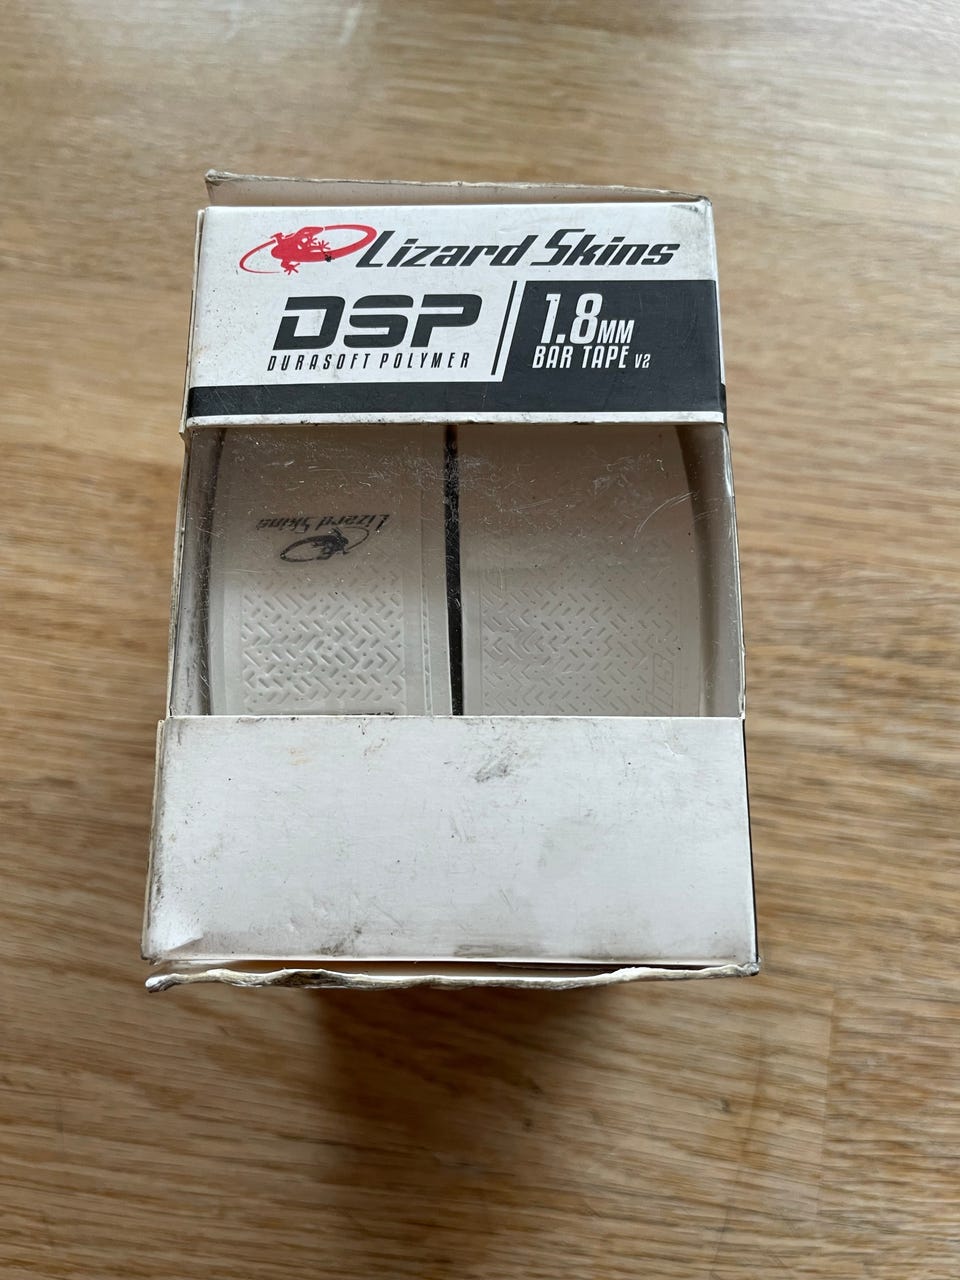 Lizard Skins
DSP
DURASOFT POLYMER
1.8MM
BAR TAPE V2
Lizard Skins